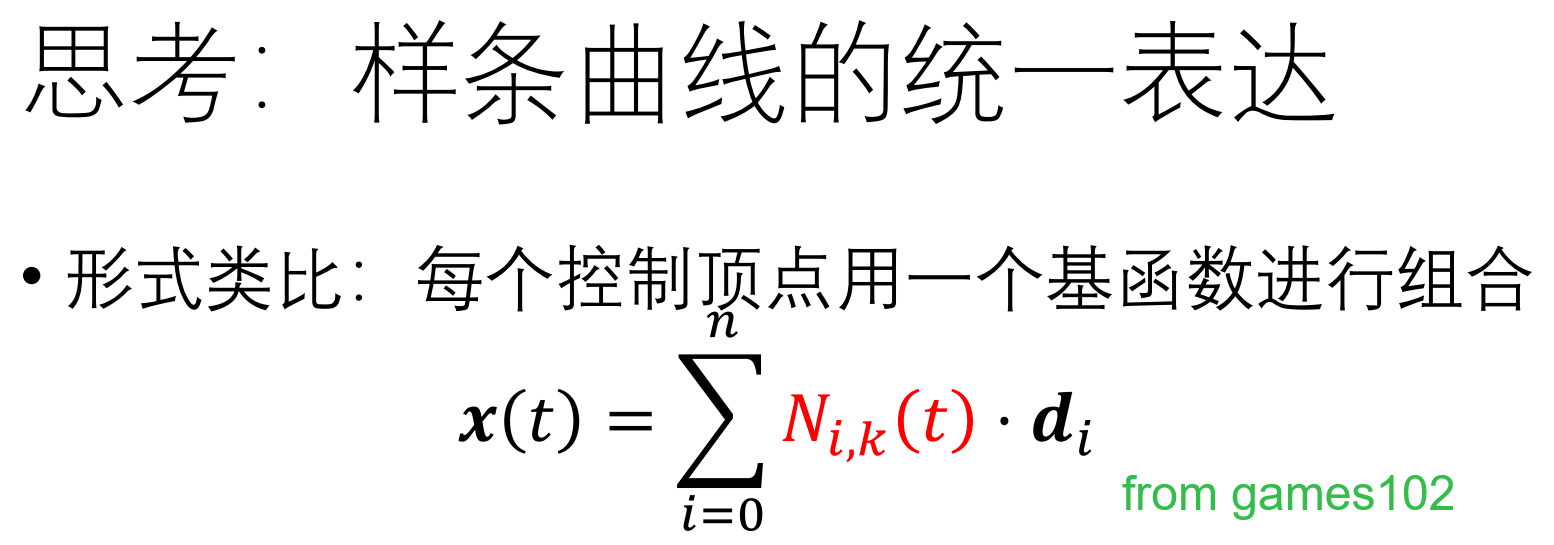 思考：样条曲线的统一表达
• 形式类比：每个控制顶点用一个基函数进行组合
x(t) = ∑_{i=0}^{n} N_{i,k}(t) · d_i
from games102